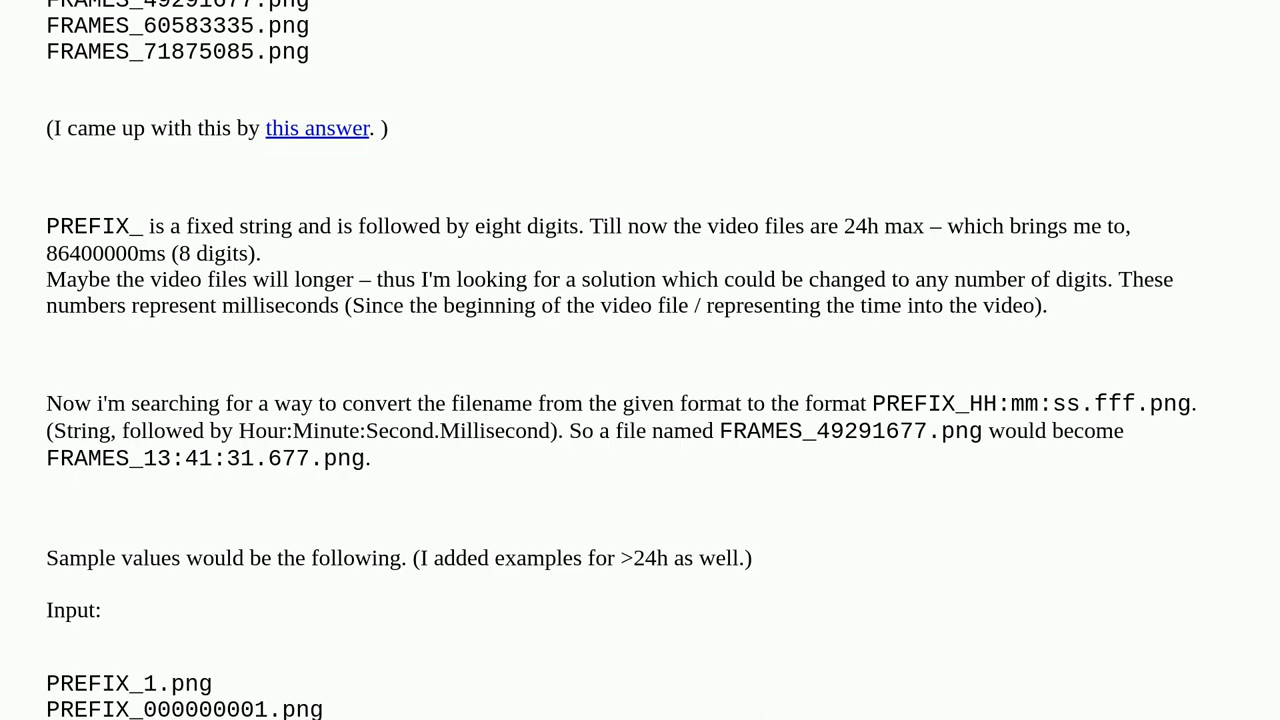 FRAMES_49291677.png
FRAMES_60583335.png
FRAMES_71875085.png
(I came up with this by this answer. )
PREFIX_ is a fixed string and is followed by eight digits. Till now the video files are 24h max – which brings me to,
86400000ms (8 digits).
Maybe the video files will longer – thus I'm looking for a solution which could be changed to any number of digits. These
numbers represent milliseconds (Since the beginning of the video file / representing the time into the video).
Now i'm searching for a way to convert the filename from the given format to the format PREFIX_HH:mm:ss.fff.png.
(String, followed by Hour:Minute:Second.Millisecond). So a file named FRAMES_49291677.png would become
FRAMES_13:41:31.677.png.
Sample values would be the following. (I added examples for >24h as well.)
Input:
PREFIX_1.png
PREFIX_000000001.png